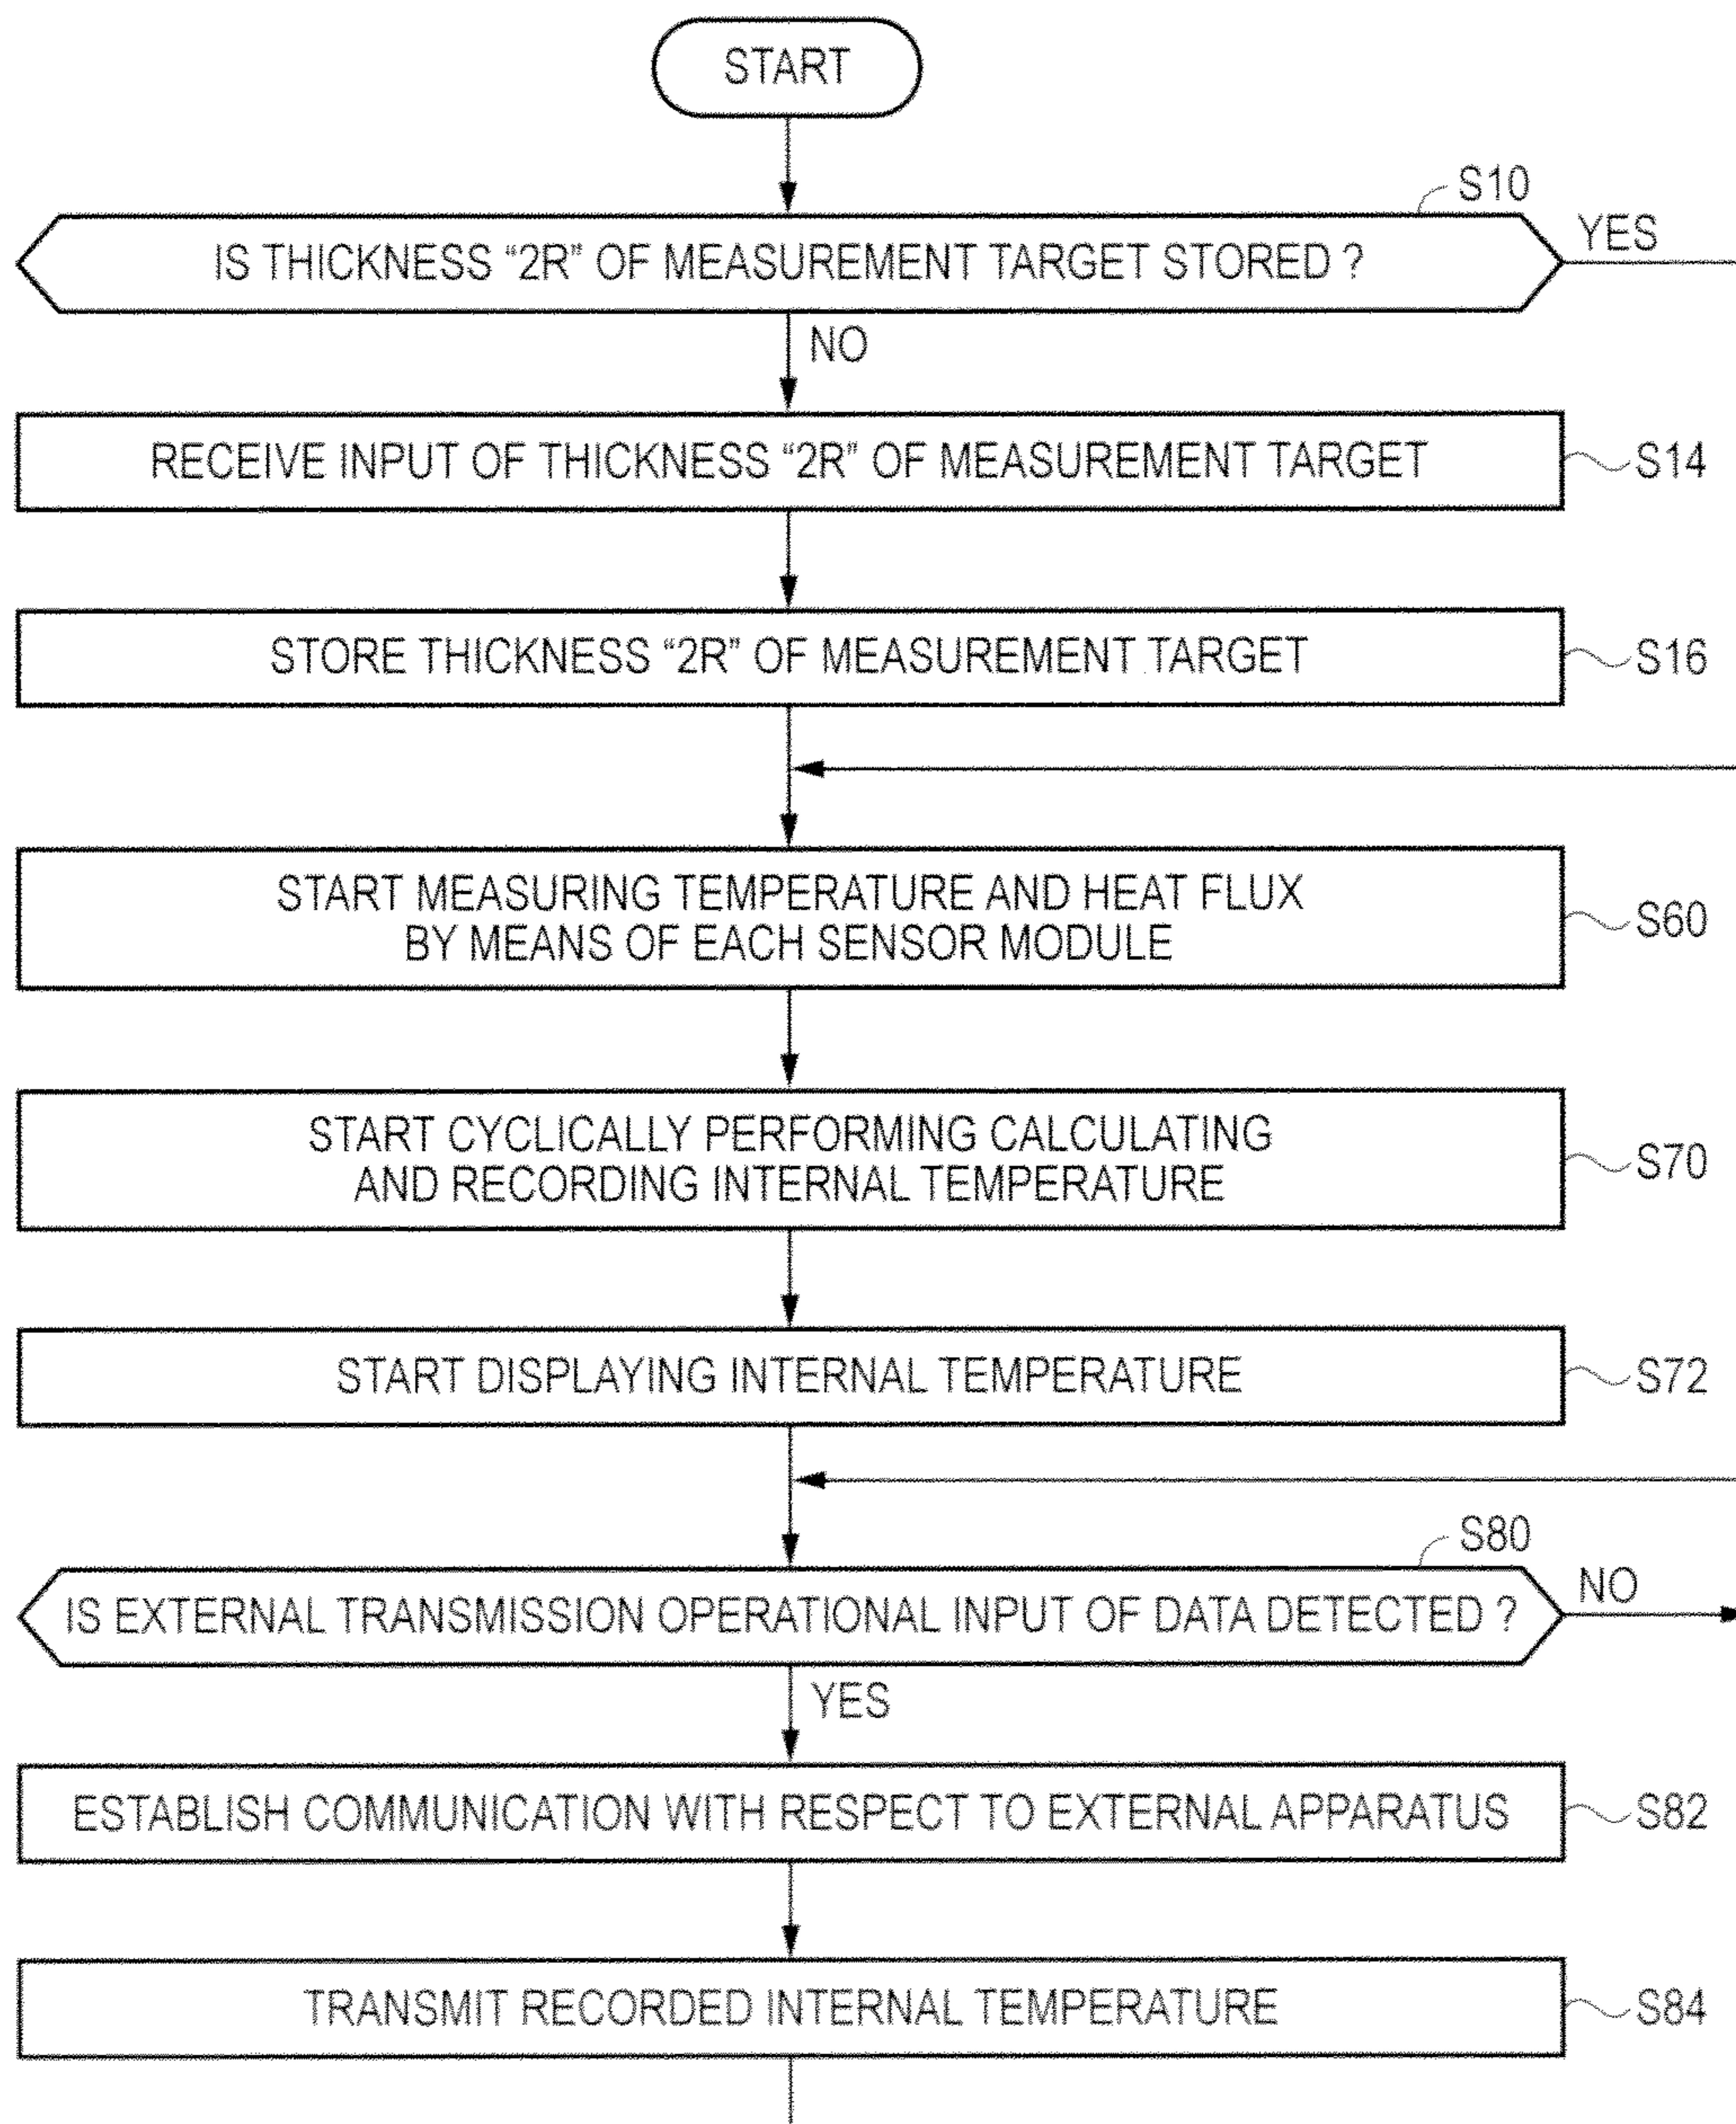 START
S10
IS THICKNESS “2R” OF MEASUREMENT TARGET STORED ?
YES
NO
RECEIVE INPUT OF THICKNESS “2R” OF MEASUREMENT TARGET
S14
STORE THICKNESS “2R” OF MEASUREMENT TARGET
S16
START MEASURING TEMPERATURE AND HEAT FLUX
BY MEANS OF EACH SENSOR MODULE
S60
START CYCLICALLY PERFORMING CALCULATING
AND RECORDING INTERNAL TEMPERATURE
S70
START DISPLAYING INTERNAL TEMPERATURE
S72
S80
IS EXTERNAL TRANSMISSION OPERATIONAL INPUT OF DATA DETECTED ?
NO
YES
ESTABLISH COMMUNICATION WITH RESPECT TO EXTERNAL APPARATUS
S82
TRANSMIT RECORDED INTERNAL TEMPERATURE
S84